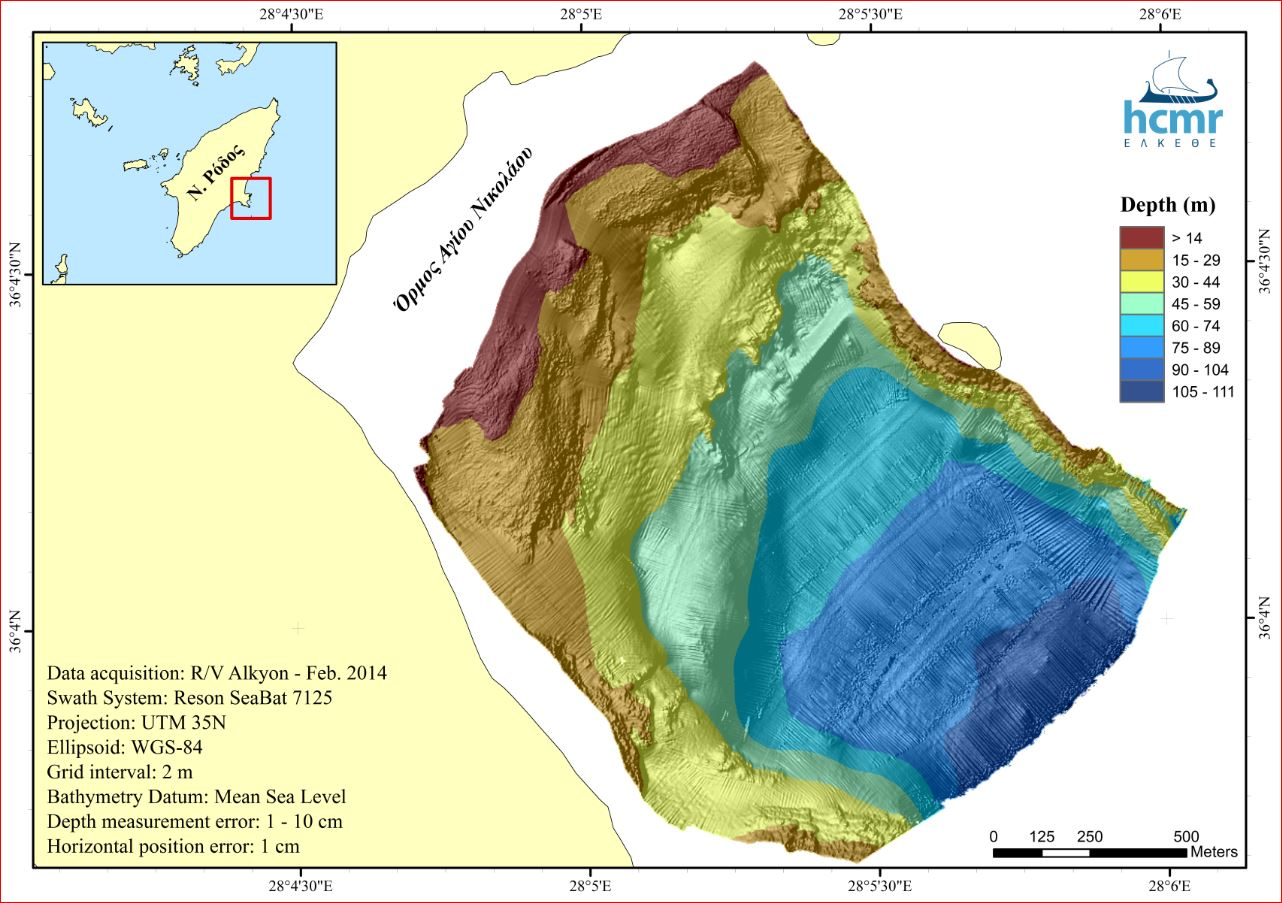 28°4'30"E
28°5'E
28°5'30"E
28°6'E
36°4'30"N
36°4'30"N
36°4'N
36°4'N
Ν. Ρόδος
Όρμος Αγίου Νικολάου
hcmr
ΕΛΚΕΘΕ
Depth (m)
> 14
15 - 29
30 - 44
45 - 59
60 - 74
75 - 89
90 - 104
105 - 111
Data acquisition: R/V Alkyon - Feb. 2014
Swath System: Reson SeaBat 7125
Projection: UTM 35N
Ellipsoid: WGS-84
Grid interval: 2 m
Bathymetry Datum: Mean Sea Level
Depth measurement error: 1 - 10 cm
Horizontal position error: 1 cm
0 125 250 500
Meters
28°4'30"E
28°5'E
28°5'30"E
28°6'E